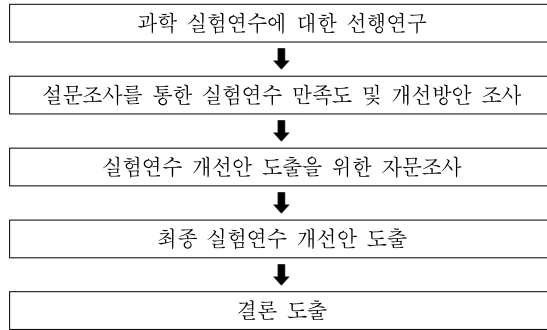 과학 실험연수에 대한 선행연구
설문조사를 통한 실험연수 만족도 및 개선방안 조사
실험연수 개선안 도출을 위한 자문조사
최종 실험연수 개선안 도출
결론 도출